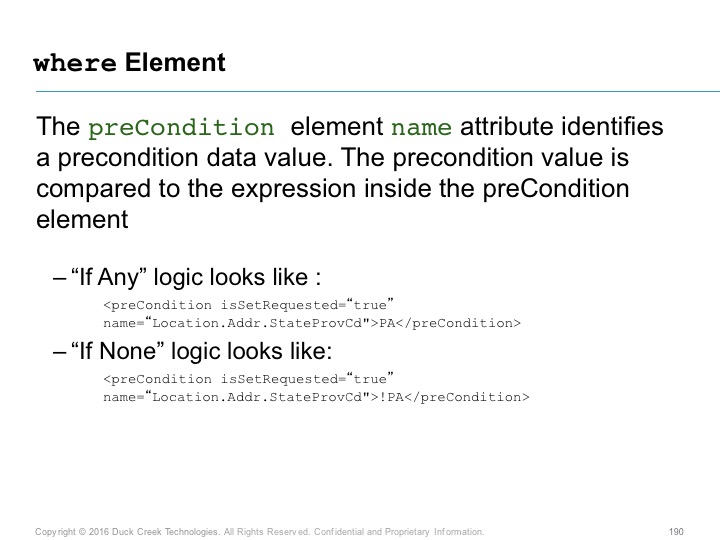 where Element
The preCondition element name attribute identifies
a precondition data value. The precondition value is
compared to the expression inside the preCondition
element
– “If Any” logic looks like :
<preCondition isSetRequested=“true”
name=“Location.Addr.StateProvCd">PA</preCondition>
– “If None” logic looks like:
<preCondition isSetRequested=“true”
name=“Location.Addr.StateProvCd">!PA</preCondition>
Copyright © 2016 Duck Creek Technologies. All Rights Reserved. Confidential and Proprietary Information. 190